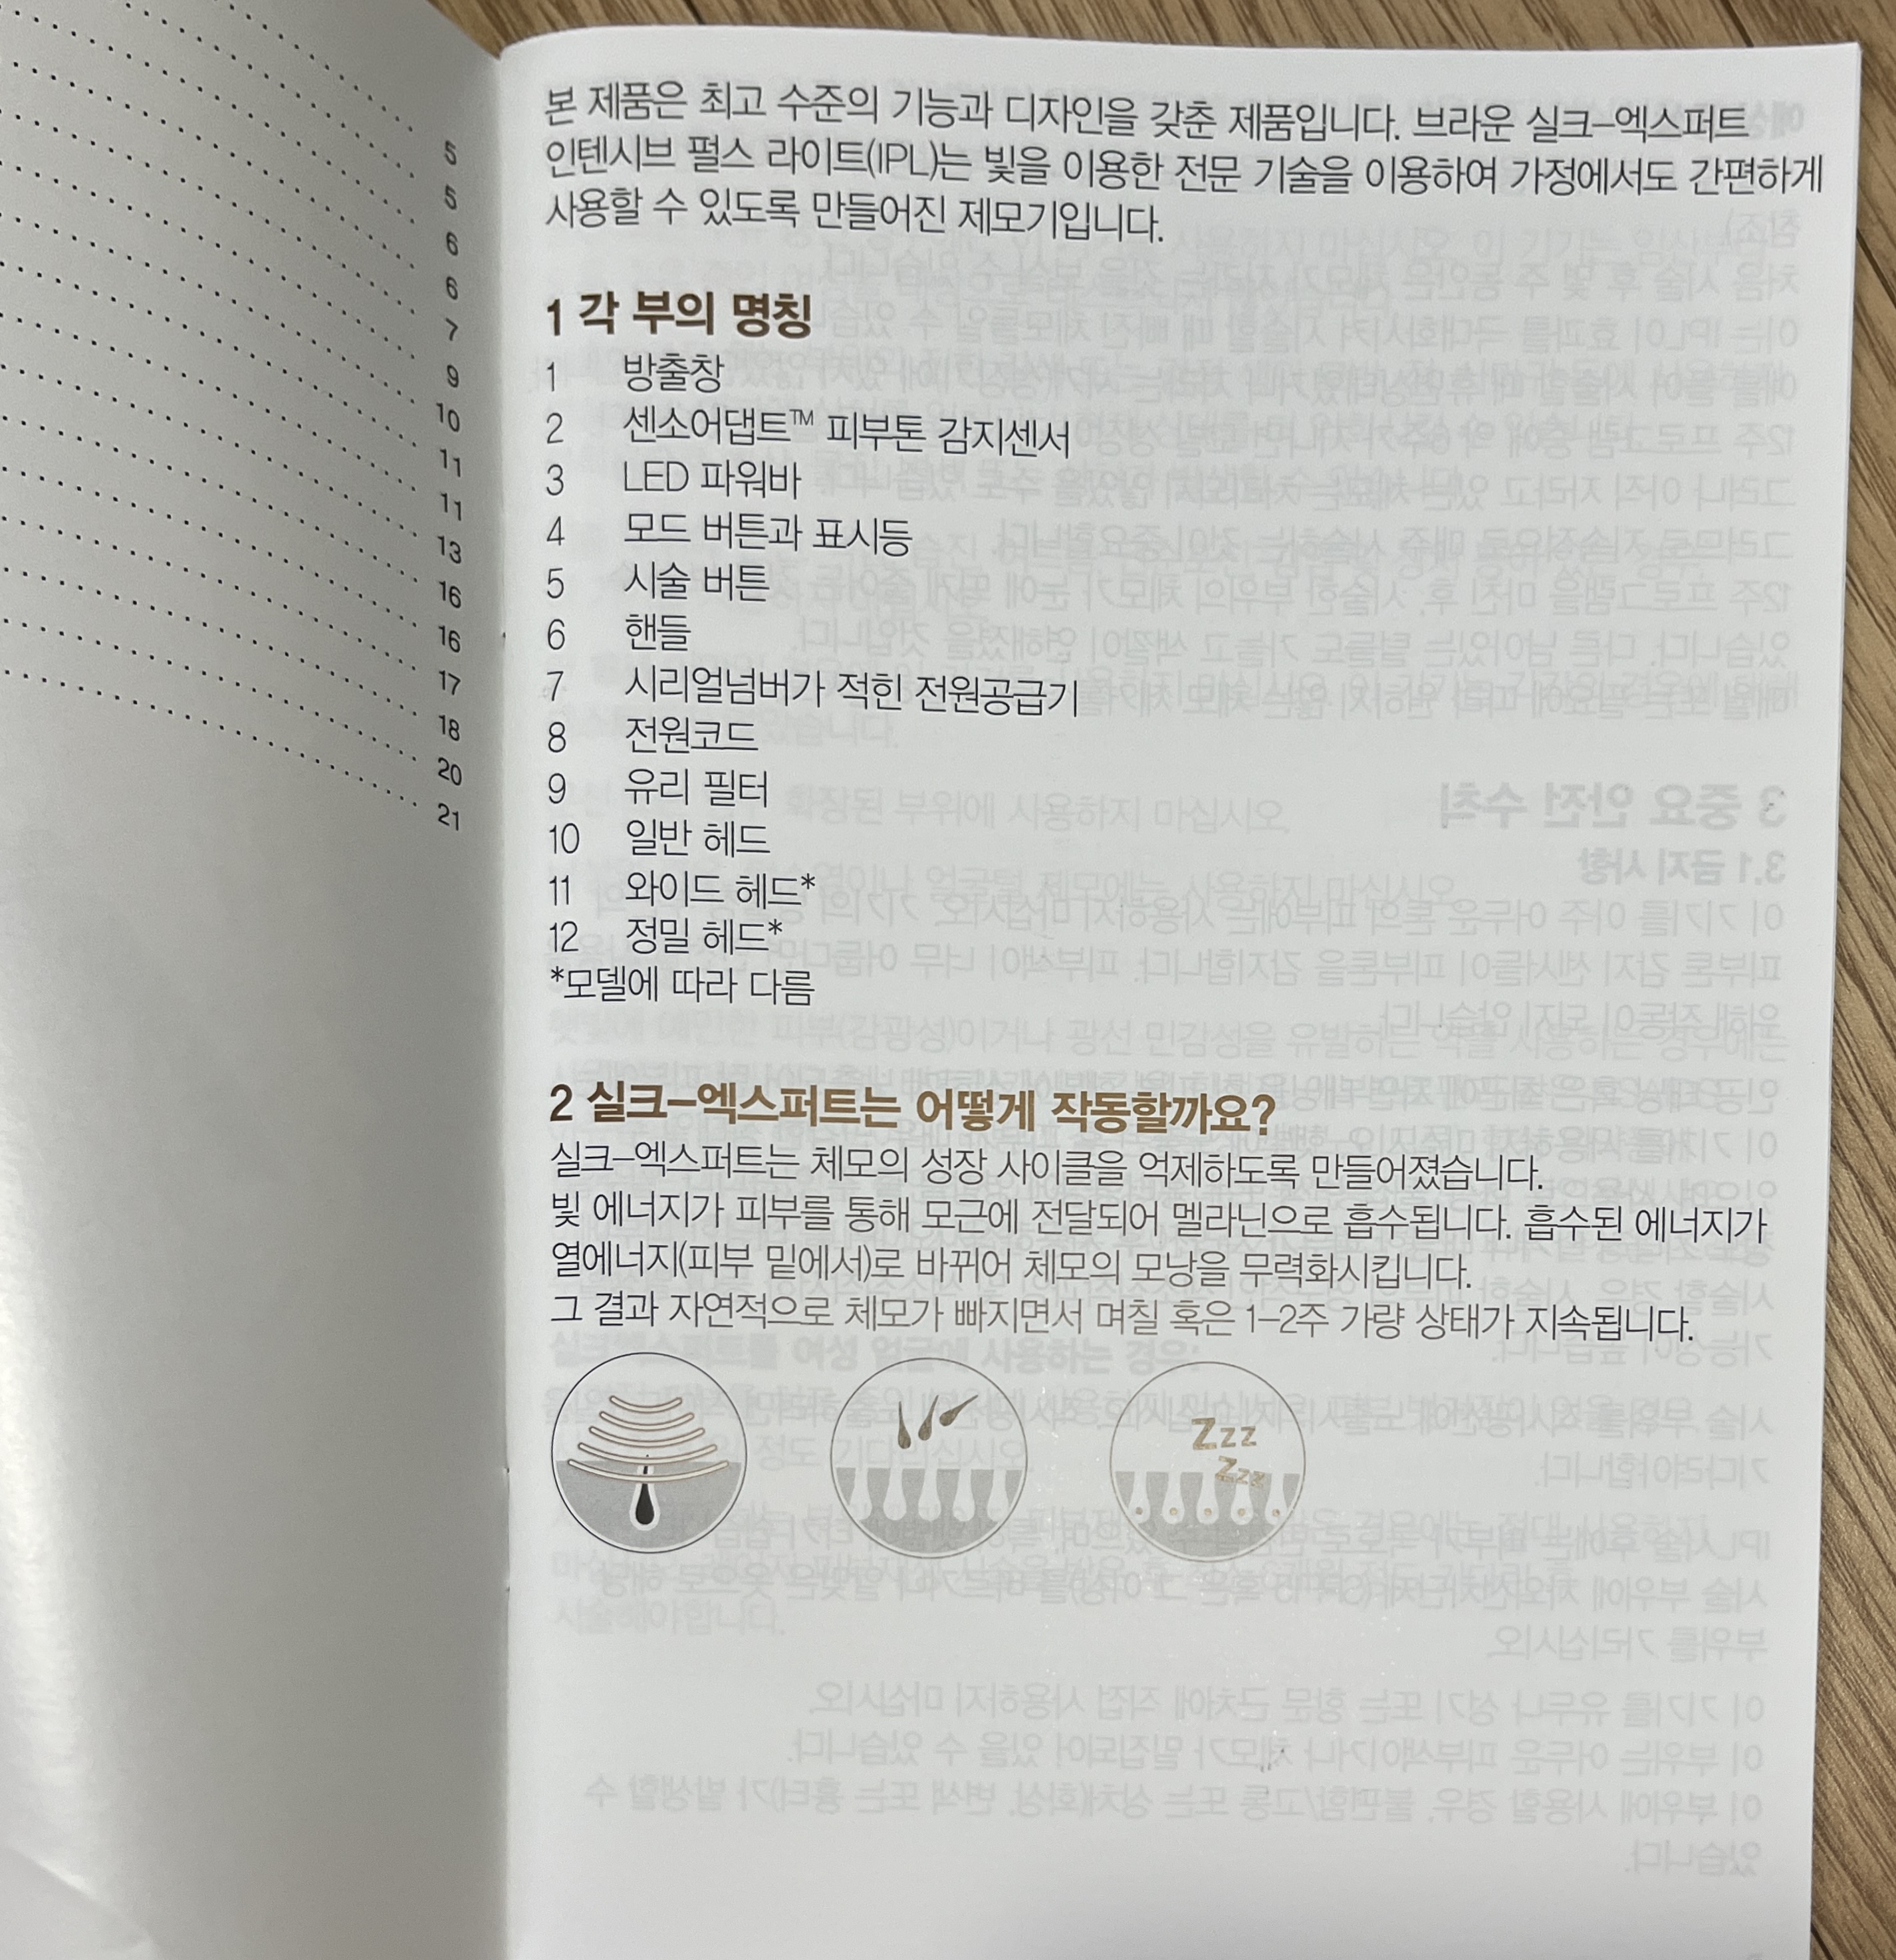 5
5
6
6
7
9
10
11
11
13
16
16
17
18
20
21
본 제품은 최고 수준의 기능과 디자인을 갖춘 제품입니다. 브라운 실크-엑스퍼트
인텐시브 펄스 라이트(IPL)는 빛을 이용한 전문 기술을 이용하여 가정에서도 간편하게
사용할 수 있도록 만들어진 제모기입니다.
1 각 부의 명칭
1 방출창
2 센소어댑트™ 피부톤 감지센서
3 LED 파워바
4 모드 버튼과 표시등
5 시술 버튼
6 핸들
7 시리얼넘버가 적힌 전원공급기
8 전원코드
9 유리 필터
10 일반 헤드
11 와이드 헤드*
12 정밀 헤드*
*모델에 따라 다름
2 실크-엑스퍼트는 어떻게 작동할까요?
실크-엑스퍼트는 체모의 성장 사이클을 억제하도록 만들어졌습니다.
빛 에너지가 피부를 통해 모근에 전달되어 멜라닌으로 흡수됩니다. 흡수된 에너지가
열에너지(피부 밑에서)로 바뀌어 체모의 모낭을 무력화시킵니다.
그 결과 자연적으로 체모가 빠지면서 며칠 혹은 1-2주 가량 상태가 지속됩니다.
Zzz
Zzz